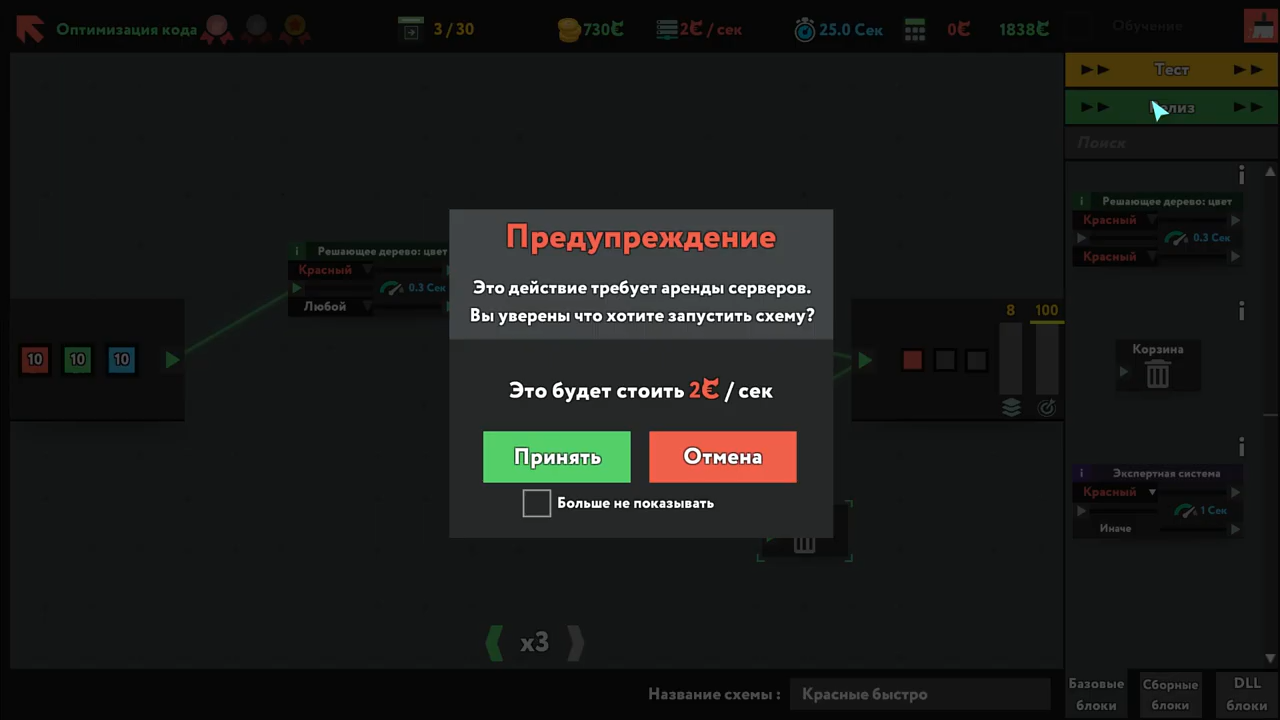 Оптимизация кода
3 / 30
730
2 / сек
25.0 Сек
0
1838
Обучение
Тест
Релиз
Поиск
i
i Решающее дерево: цвет
Красный
0.3 Сек
Красный
i
Корзина
i
i Экспертная система
Красный
1 Сек
Иначе
i Решающее дерево: цвет
Красный
0.3 Сек
Любой
10 10 10
8 100
Предупреждение
Это действие требует аренды серверов.
Вы уверены что хотите запустить схему?
Это будет стоить 2 / сек
Принять
Отмена
Больше не показывать
x3
Название схемы :
Красные быстро
Базовые
блоки
Сборные
блоки
DLL
блоки